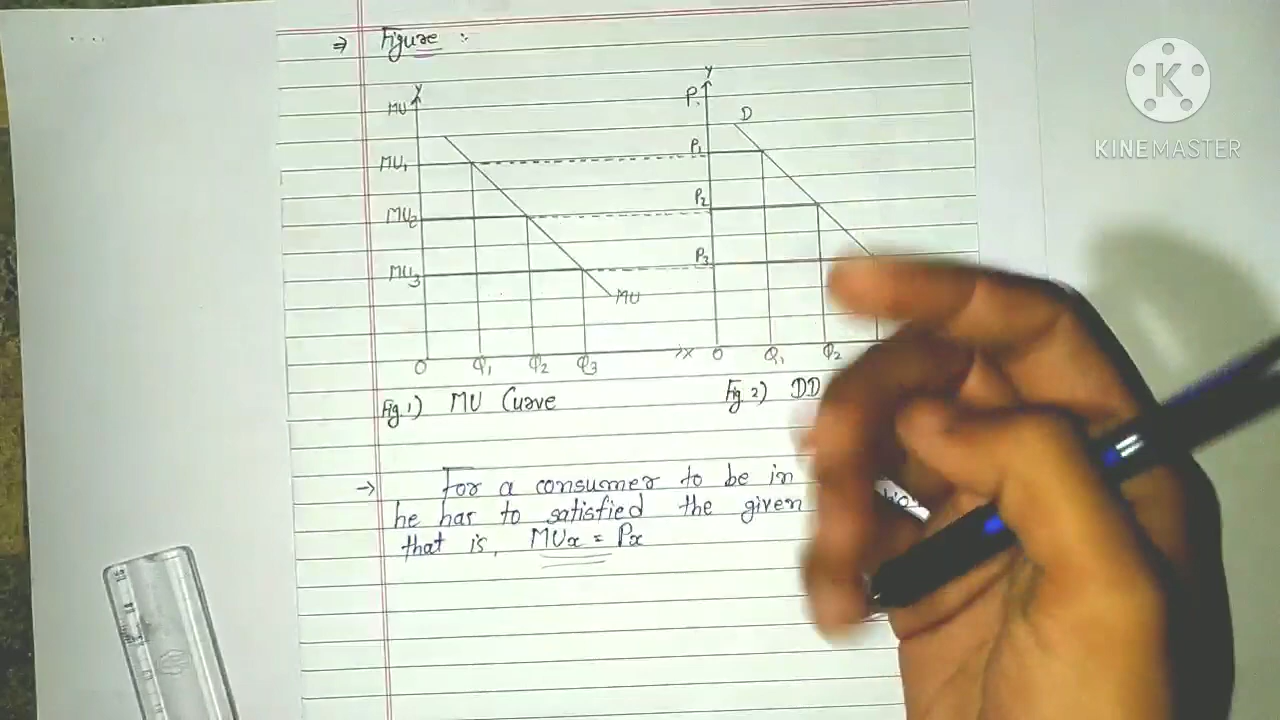 ⇒ Figure :-
Y
MU
MU₁
MU₂
MU₃
MU
O Q₁ Q₂ Q₃ X
Fig. 1) MU Curve
Y
P.
D
P₁
P₂
P₃
O Q₁ Q₂
Fig. 2) DD
→ For a consumer to be in
he has to satisfied the given
that is, MUx = Px
K
KINEMASTER